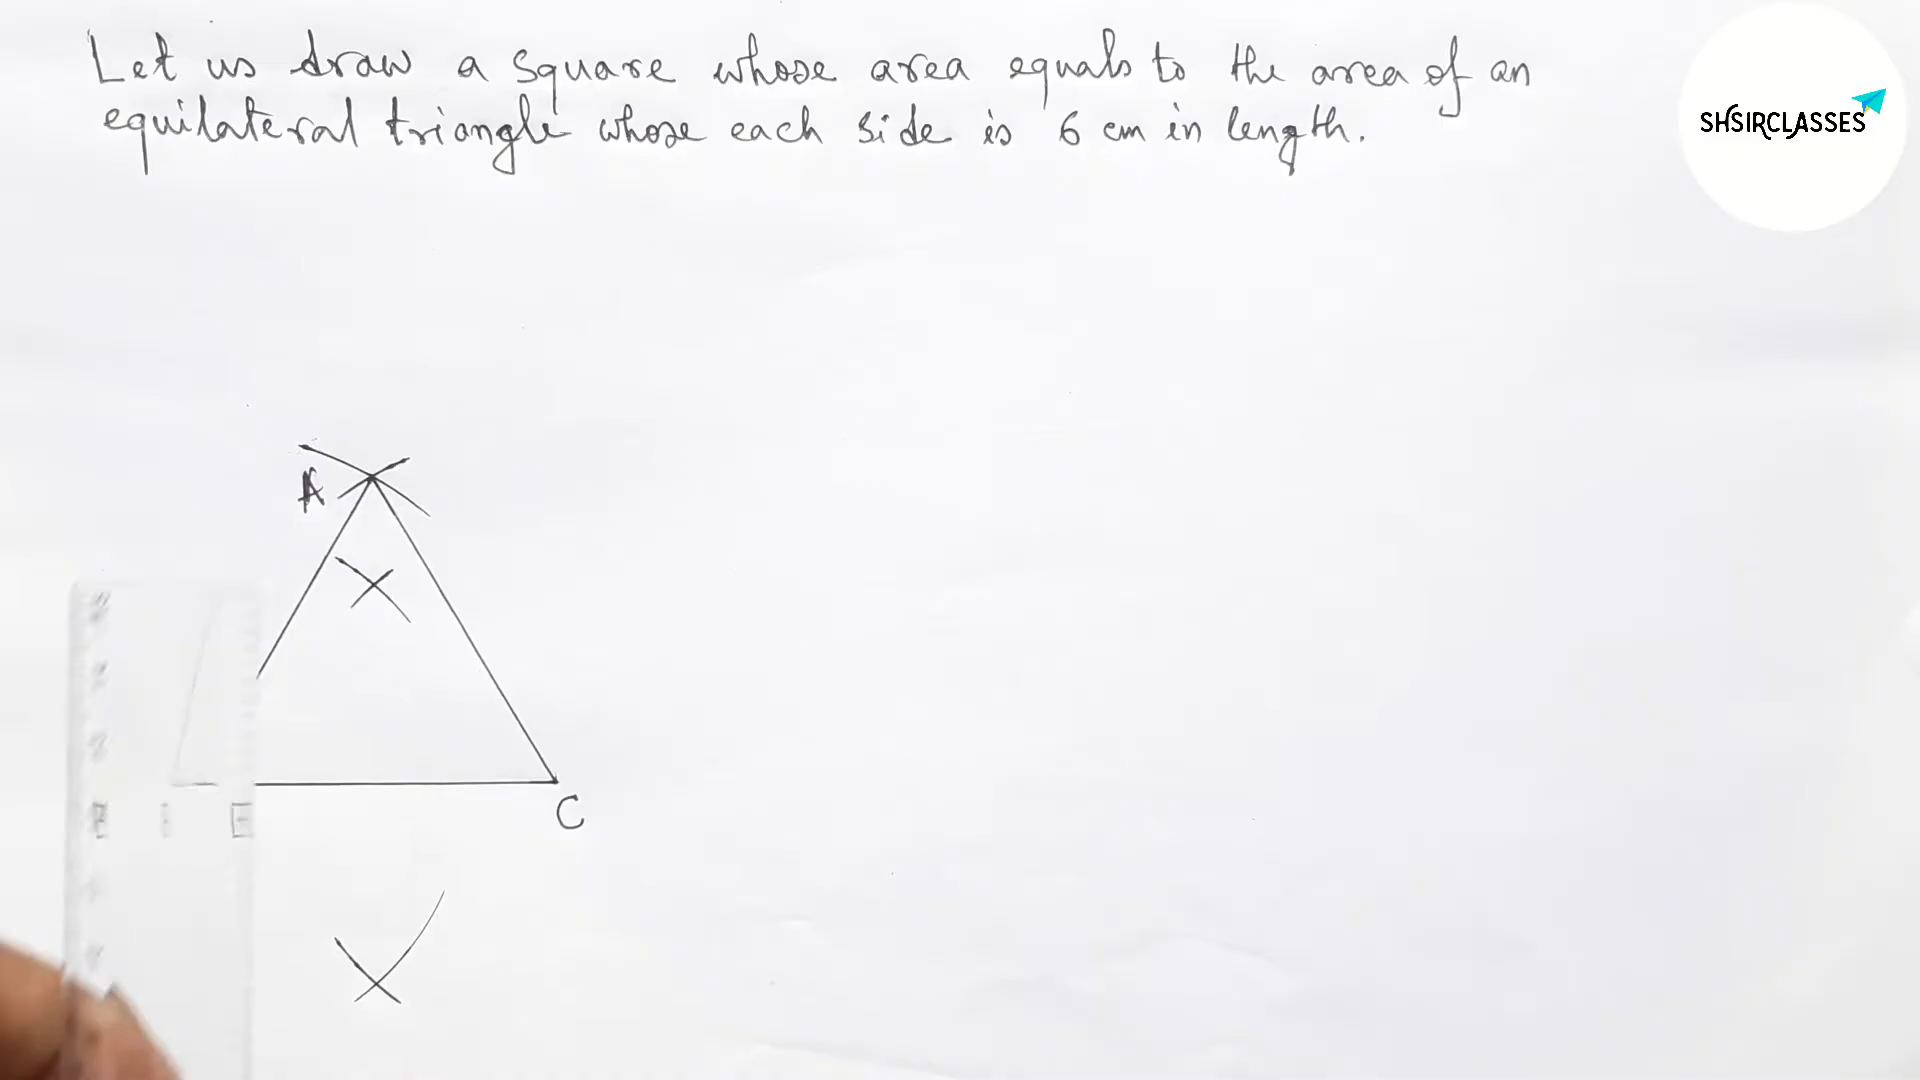 Let us draw a square whose area equals to the area of an
equilateral triangle whose each side is 6 cm in length.
SHSIRCLASSES
A
C